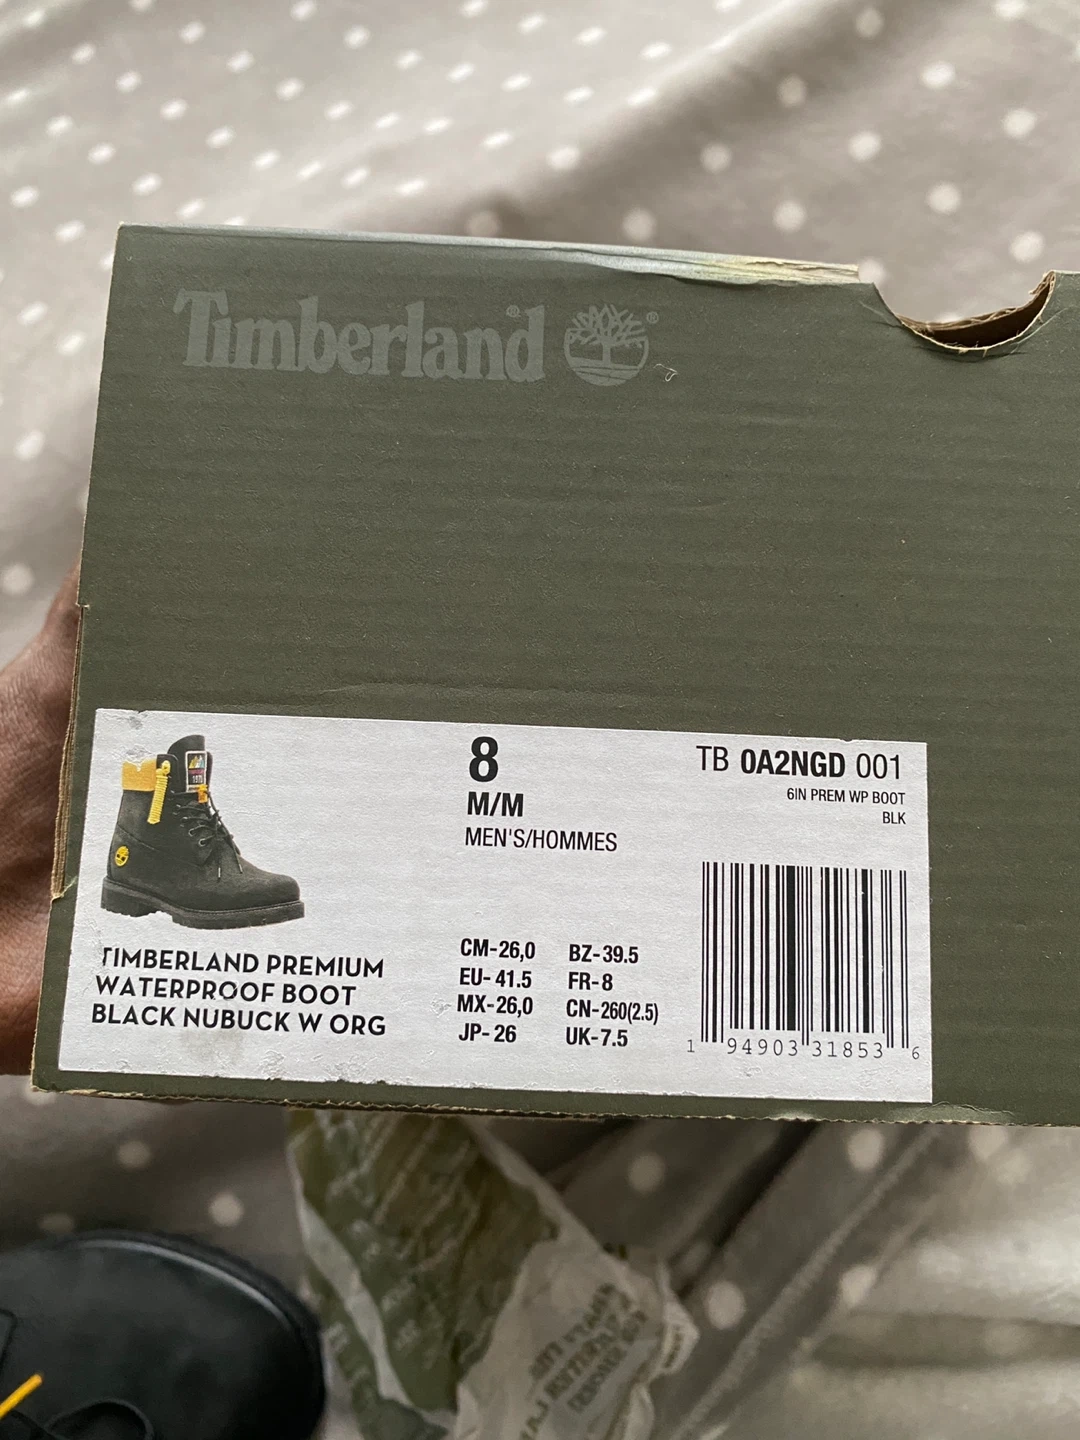 Timberland®
8
M/M
MEN'S/HOMMES
TB 0A2NGD 001
6IN PREM WP BOOT
BLK
TIMBERLAND PREMIUM
WATERPROOF BOOT
BLACK NUBUCK W ORG
CM-26,0 BZ-39.5
EU-41.5 FR-8
MX-26,0 CN-260(2.5)
JP-26 UK-7.5
1 94903 31853 6